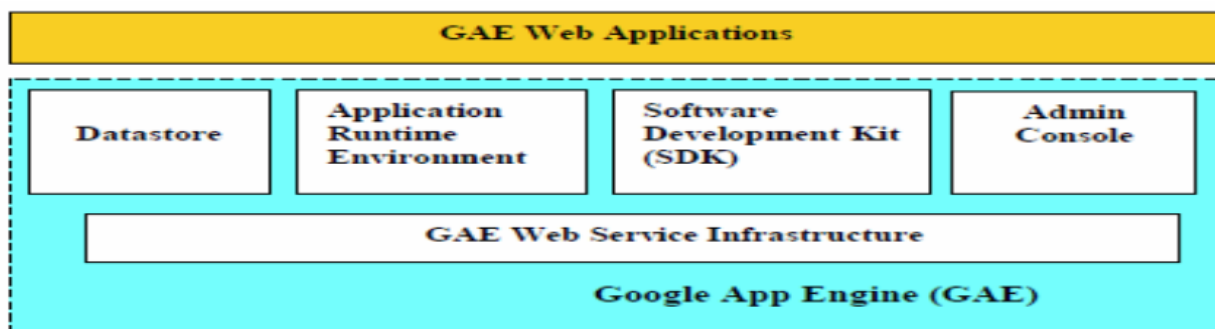 GAE Web Applications
Datastore
Application
Runtime
Environment
Software
Development Kit
(SDK)
Admin
Console
GAE Web Service Infrastructure
Google App Engine (GAE)